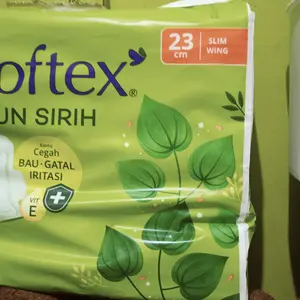 oftex®
23 cm
SLIM WING
UN SIRIH
Bantu
Cegah
BAU · GATAL
IRITASI
VIT
E